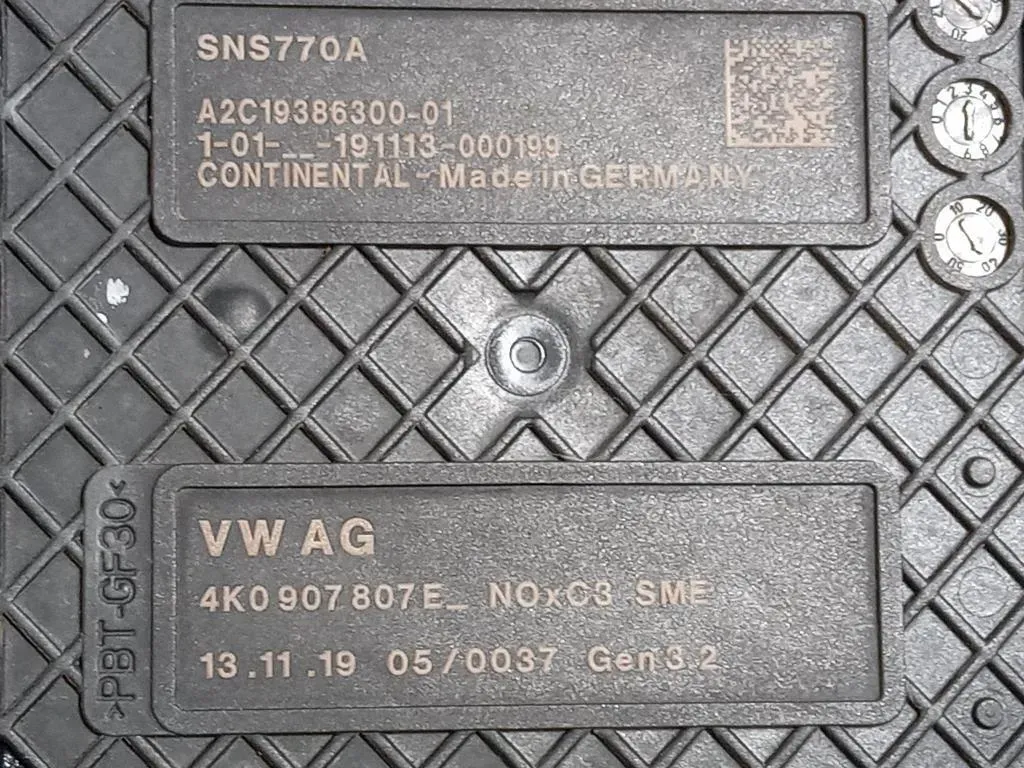 SNS770A
A2C19386300-01
1-01-__-191113-000199
CONTINENTAL - Made in GERMANY
>PBT-GF30<
VW AG
4K0 907 807 E_ NOxC3 SME
13.11.19 05/0037 Gen3.2